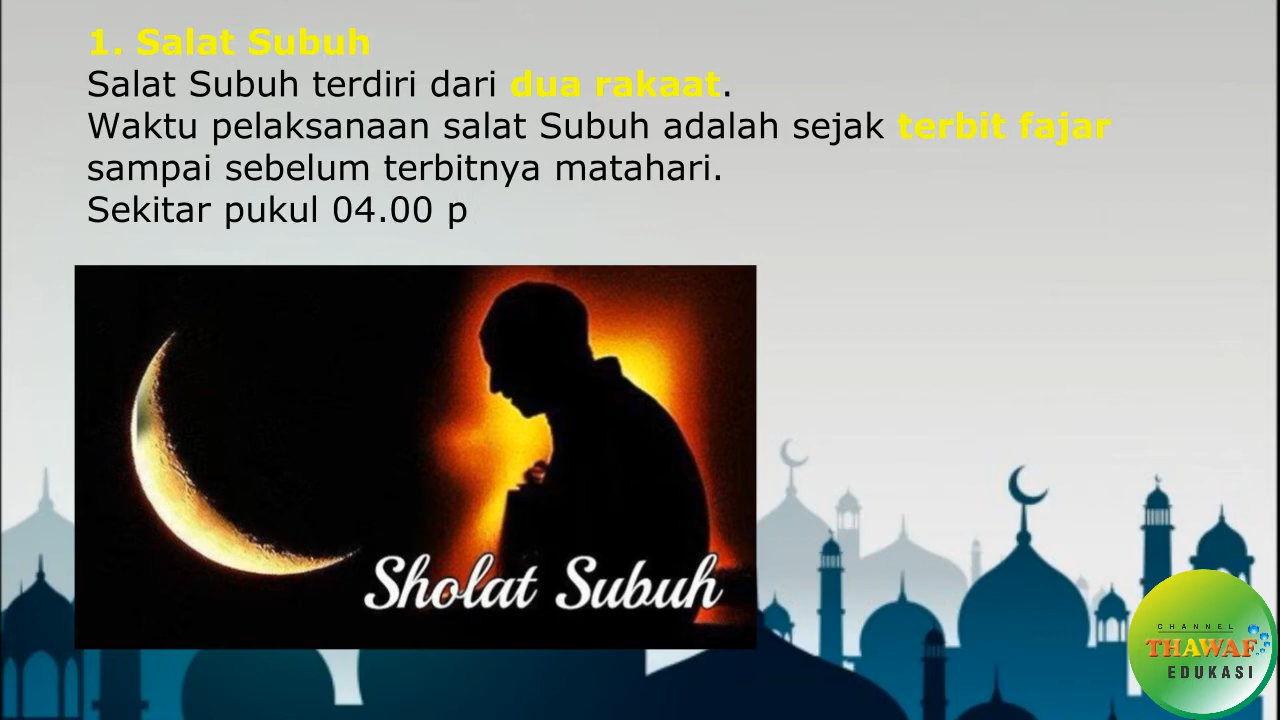 1. Salat Subuh
Salat Subuh terdiri dari dua rakaat.
Waktu pelaksanaan salat Subuh adalah sejak terbit fajar
sampai sebelum terbitnya matahari.
Sekitar pukul 04.00 p
Sholat Subuh
CHANNEL
THAWAF
EDUKASI